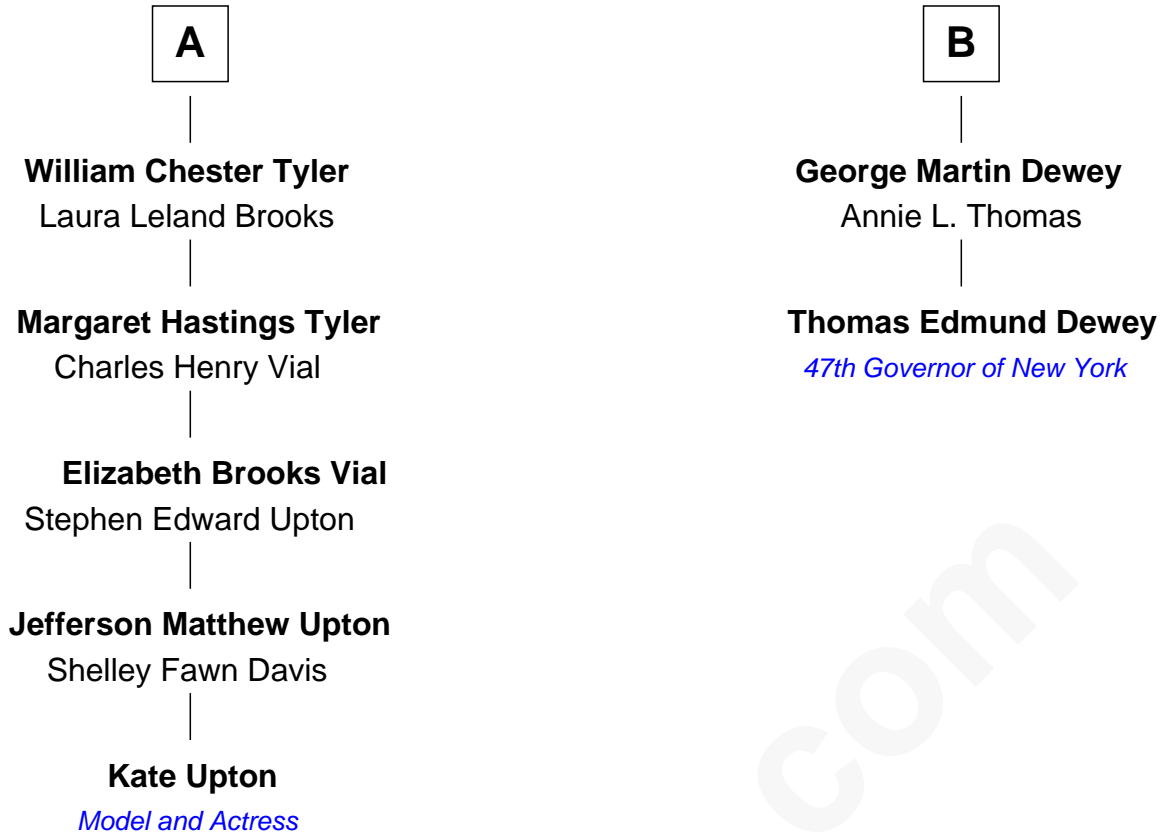 A
William Chester Tyler
Laura Leland Brooks
Margaret Hastings Tyler
Charles Henry Vial
Elizabeth Brooks Vial
Stephen Edward Upton
Jefferson Matthew Upton
Shelley Fawn Davis
Kate Upton
Model and Actress
B
George Martin Dewey
Annie L. Thomas
Thomas Edmund Dewey
47th Governor of New York
com